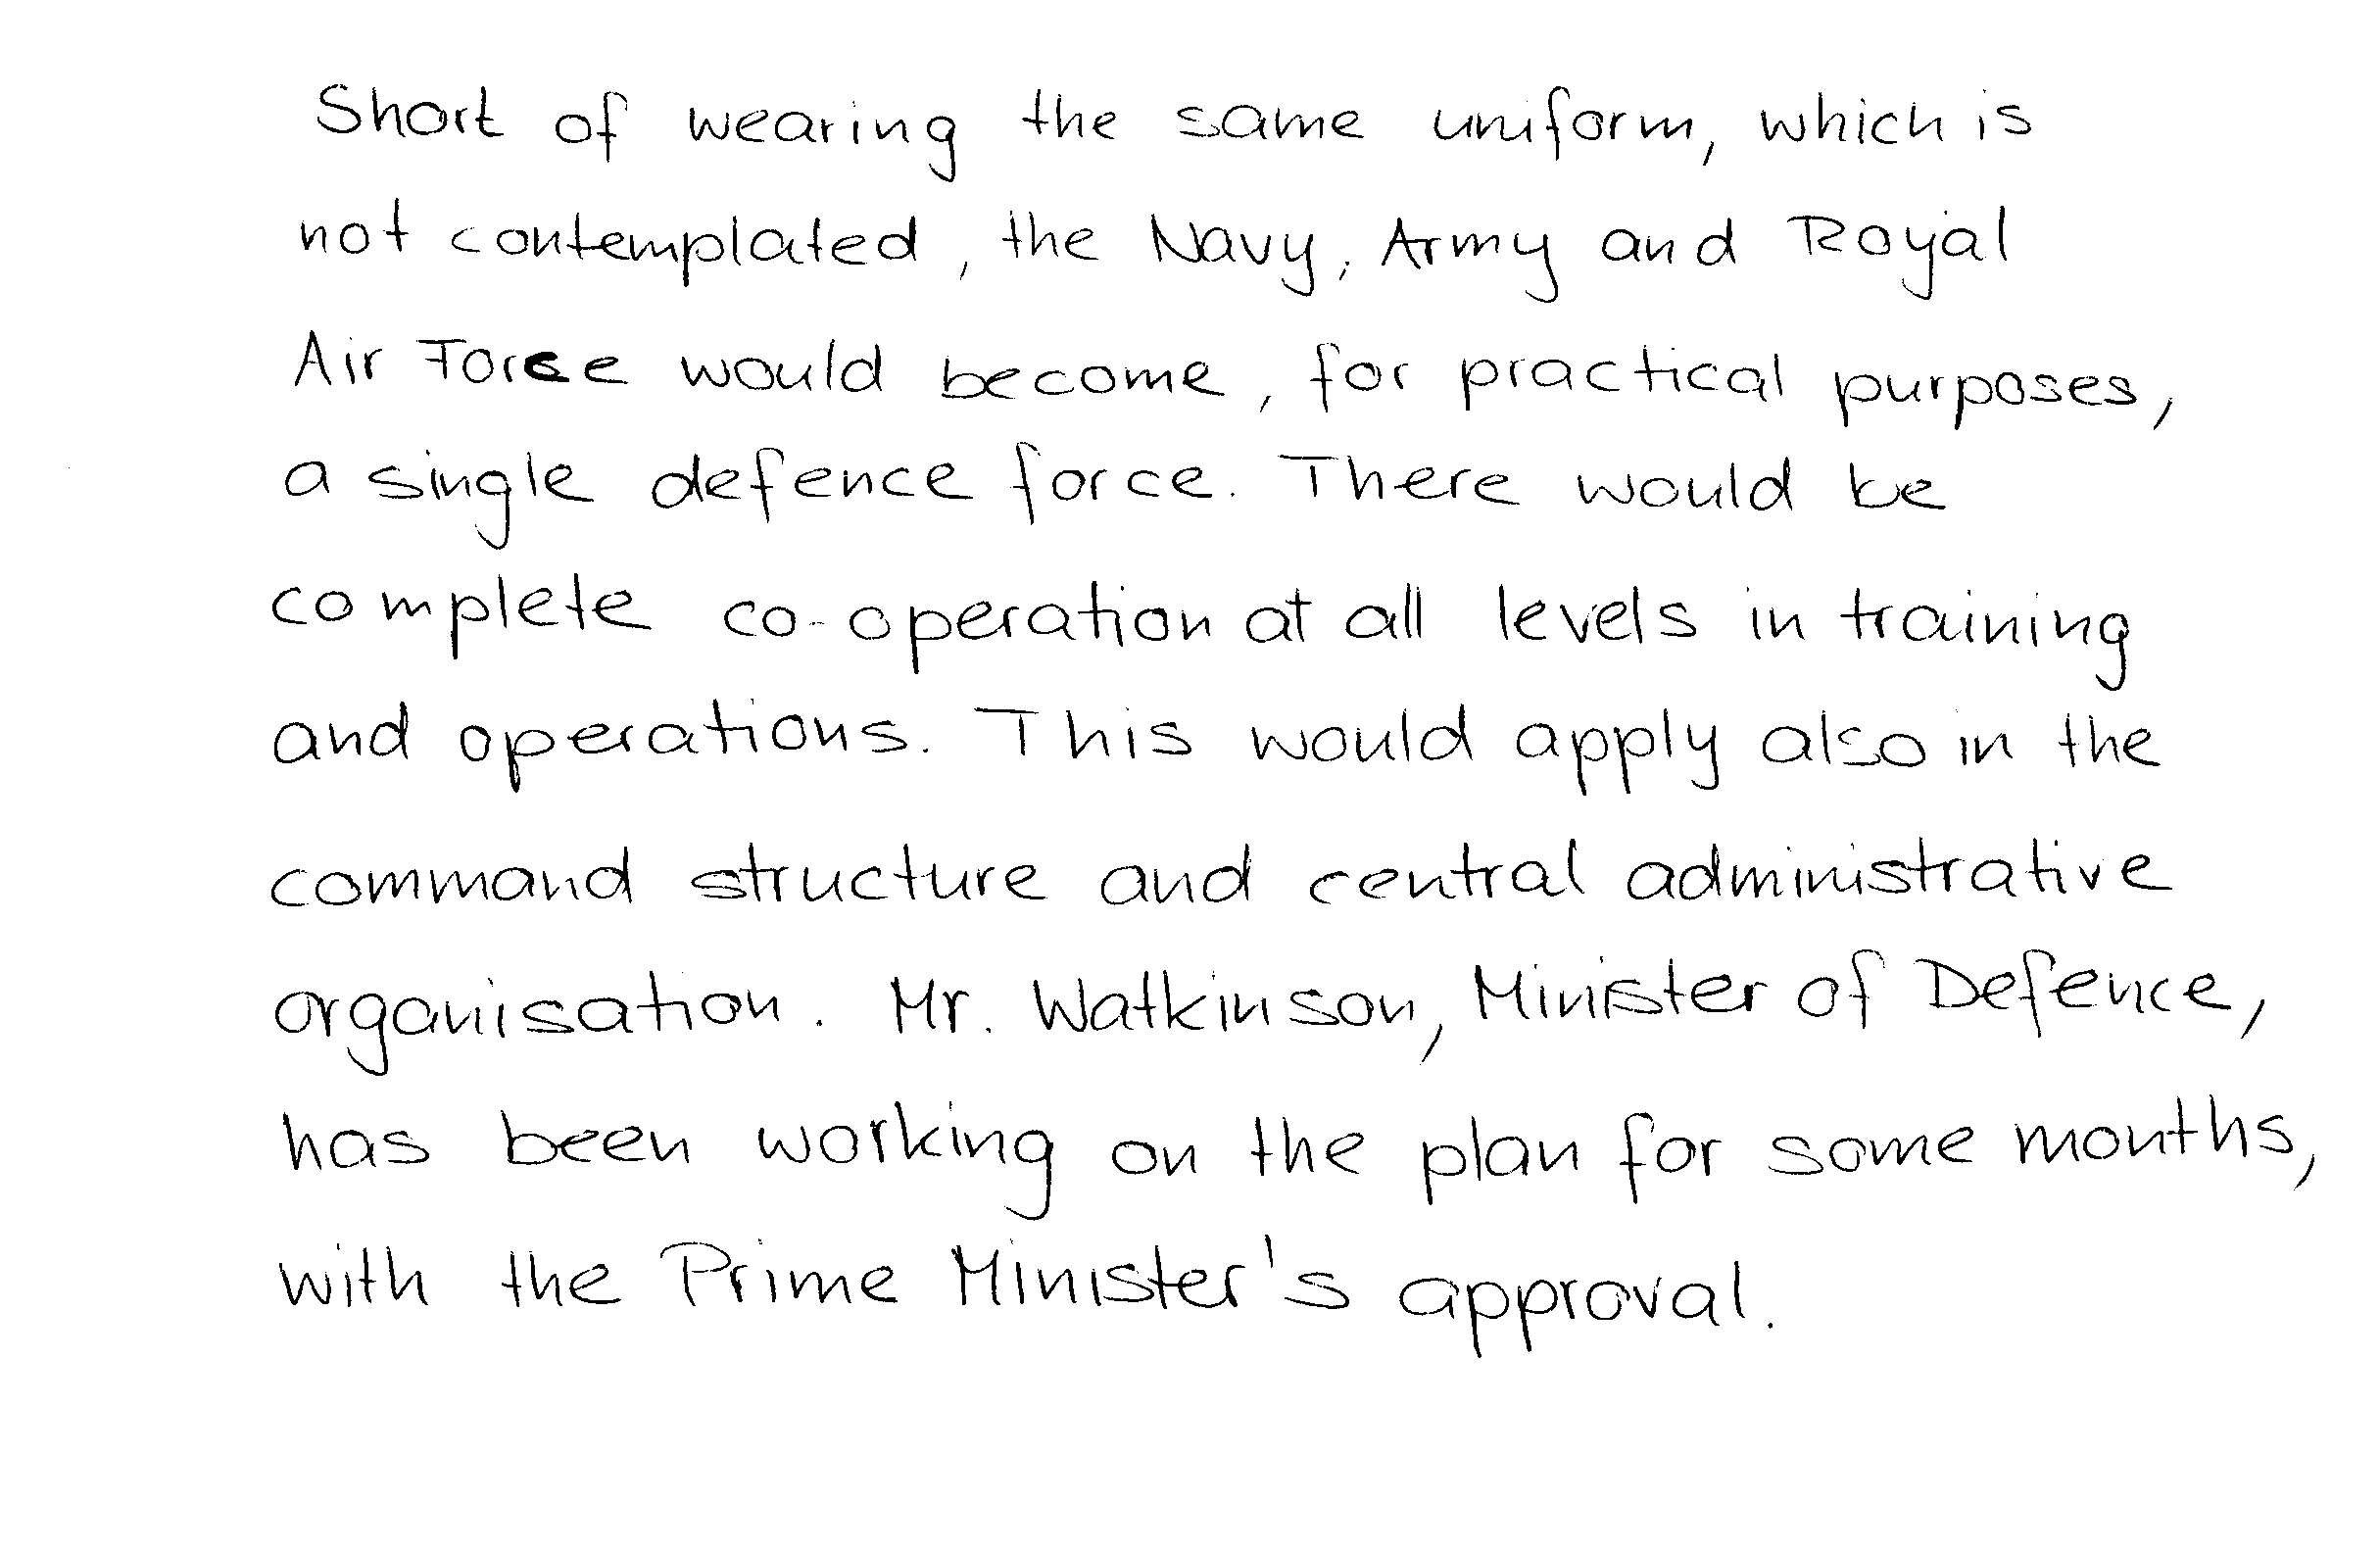 Short of wearing the same uniform, which is
not contemplated, the Navy, Army and Royal
Air Force would become, for practical purposes,
a single defence force. There would be
complete co-operation at all levels in training
and operations. This would apply also in the
command structure and central administrative
organisation. Mr. Watkinson, Minister of Defence,
has been working on the plan for some months,
with the Prime Minister's approval.